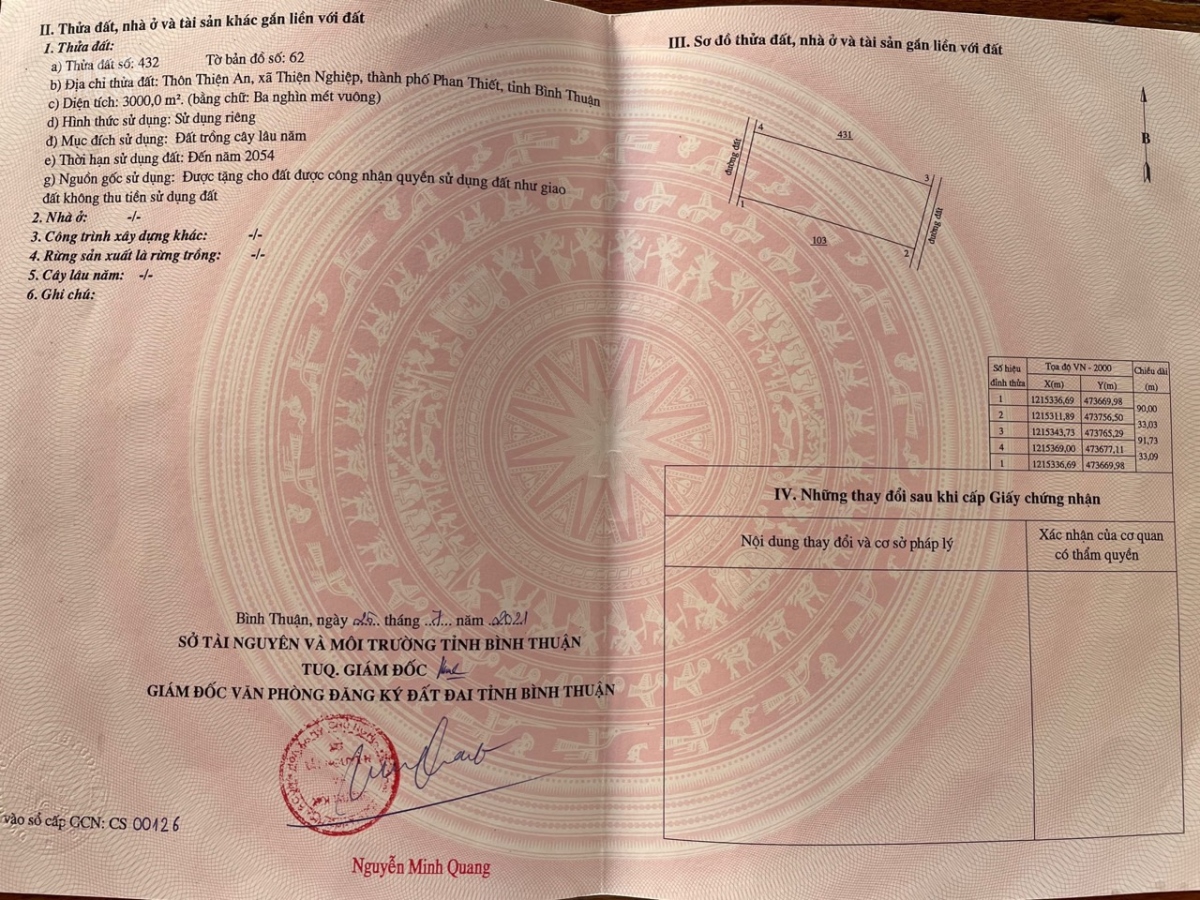 II. Thửa đất, nhà ở và tài sản khác gắn liền với đất
1. Thửa đất:
a) Thửa đất số: 432 Tờ bản đồ số: 62
b) Địa chỉ thửa đất: Thôn Thiện An, xã Thiện Nghiệp, thành phố Phan Thiết, tỉnh Bình Thuận
c) Diện tích: 3000,0 m². (bằng chữ: Ba nghìn mét vuông)
d) Hình thức sử dụng: Sử dụng riêng
đ) Mục đích sử dụng: Đất trồng cây lâu năm
e) Thời hạn sử dụng đất: Đến năm 2054
g) Nguồn gốc sử dụng: Được tặng cho đất được công nhận quyền sử dụng đất như giao
đất không thu tiền sử dụng đất
2. Nhà ở: -/-
3. Công trình xây dựng khác: -/-
4. Rừng sản xuất là rừng trồng: -/-
5. Cây lâu năm: -/-
6. Ghi chú:
Bình Thuận, ngày tháng 7 năm 2021
SỞ TÀI NGUYÊN VÀ MÔI TRƯỜNG TỈNH BÌNH THUẬN
TUQ. GIÁM ĐỐC
GIÁM ĐỐC VĂN PHÒNG ĐĂNG KÝ ĐẤT ĐAI TỈNH BÌNH THUẬN
Nguyễn Minh Quang
vào sổ cấp GCN: CS 00126
III. Sơ đồ thửa đất, nhà ở và tài sản gắn liền với đất
B
4
431
đường đất
3
1
103
2
đường đất
Số hiệu đỉnh thửa Tọa độ VN - 2000 Chiều dài (m)
X(m) Y(m)
1 1215336,69 473669,98
90,00
2 1215311,89 473756,50
33,03
3 1215343,73 473765,29
91,73
4 1215369,00 473677,11
33,09
1 1215336,69 473669,98
IV. Những thay đổi sau khi cấp Giấy chứng nhận
Nội dung thay đổi và cơ sở pháp lý
Xác nhận của cơ quan
có thẩm quyền